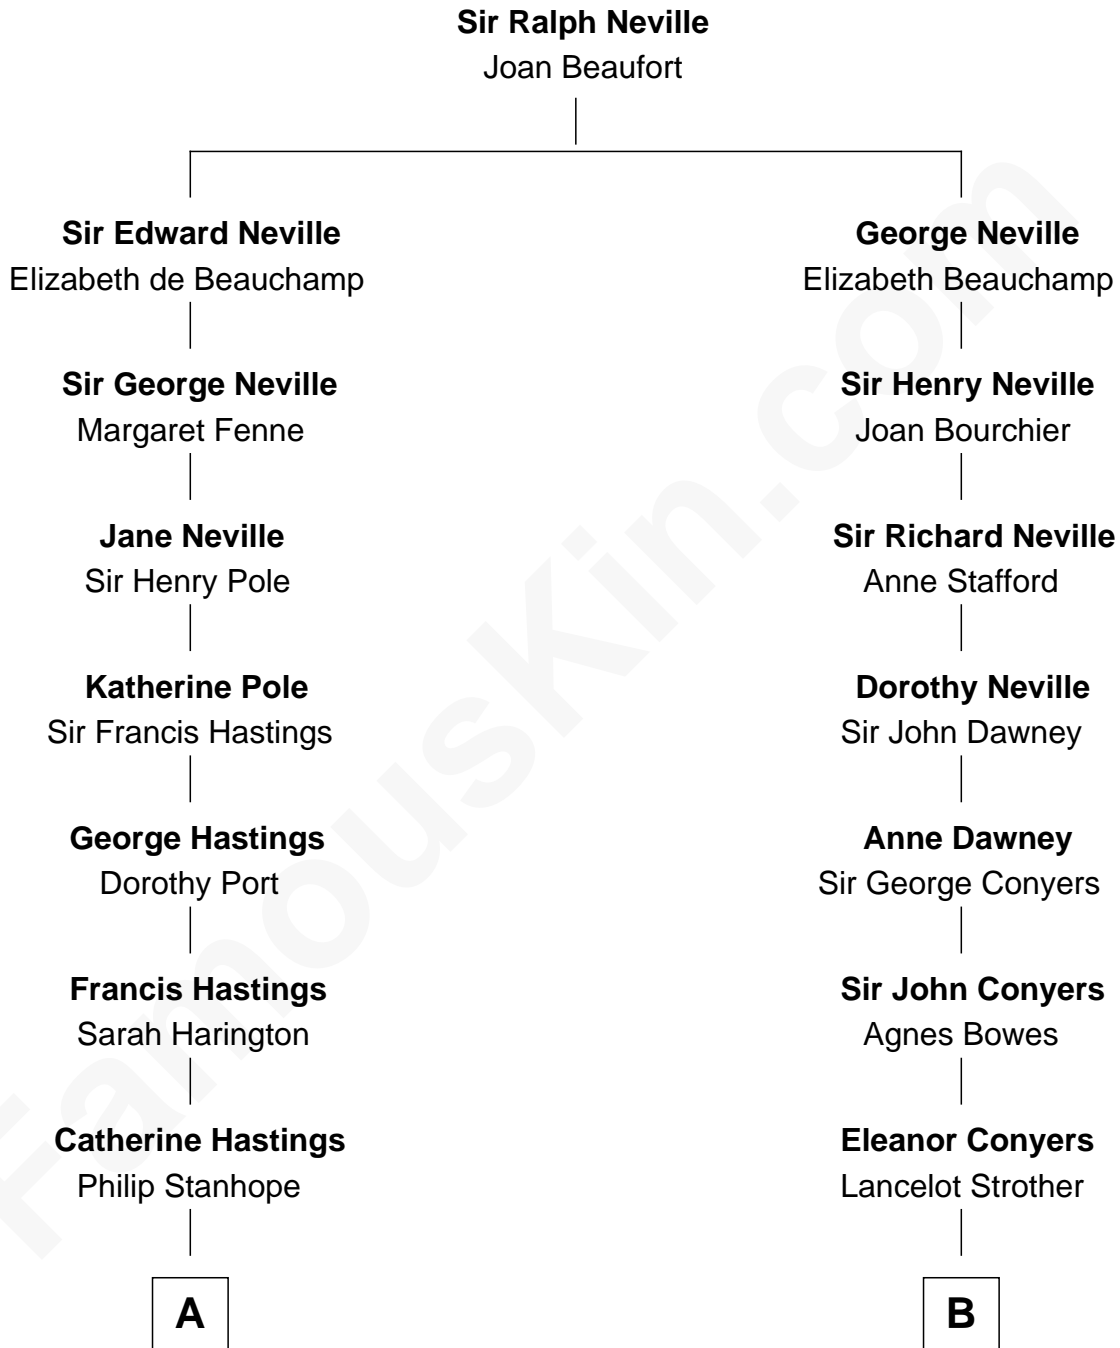 Sir Ralph Neville
Joan Beaufort
Sir Edward Neville
Elizabeth de Beauchamp
George Neville
Elizabeth Beauchamp
Sir George Neville
Margaret Fenne
Sir Henry Neville
Joan Bourchier
Jane Neville
Sir Henry Pole
Sir Richard Neville
Anne Stafford
Katherine Pole
Sir Francis Hastings
Dorothy Neville
Sir John Dawney
George Hastings
Dorothy Port
Anne Dawney
Sir George Conyers
Francis Hastings
Sarah Harington
Sir John Conyers
Agnes Bowes
Catherine Hastings
Philip Stanhope
Eleanor Conyers
Lancelot Strother
A
B
FamousKin.com